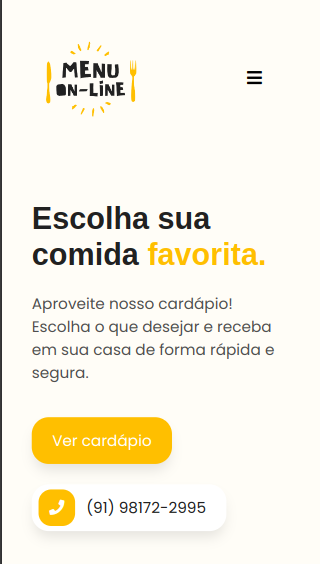 MENU
ON-LINE
Escolha sua
comida favorita.
Aproveite nosso cardápio!
Escolha o que desejar e receba
em sua casa de forma rápida e
segura.
Ver cardápio
(91) 98172-2995